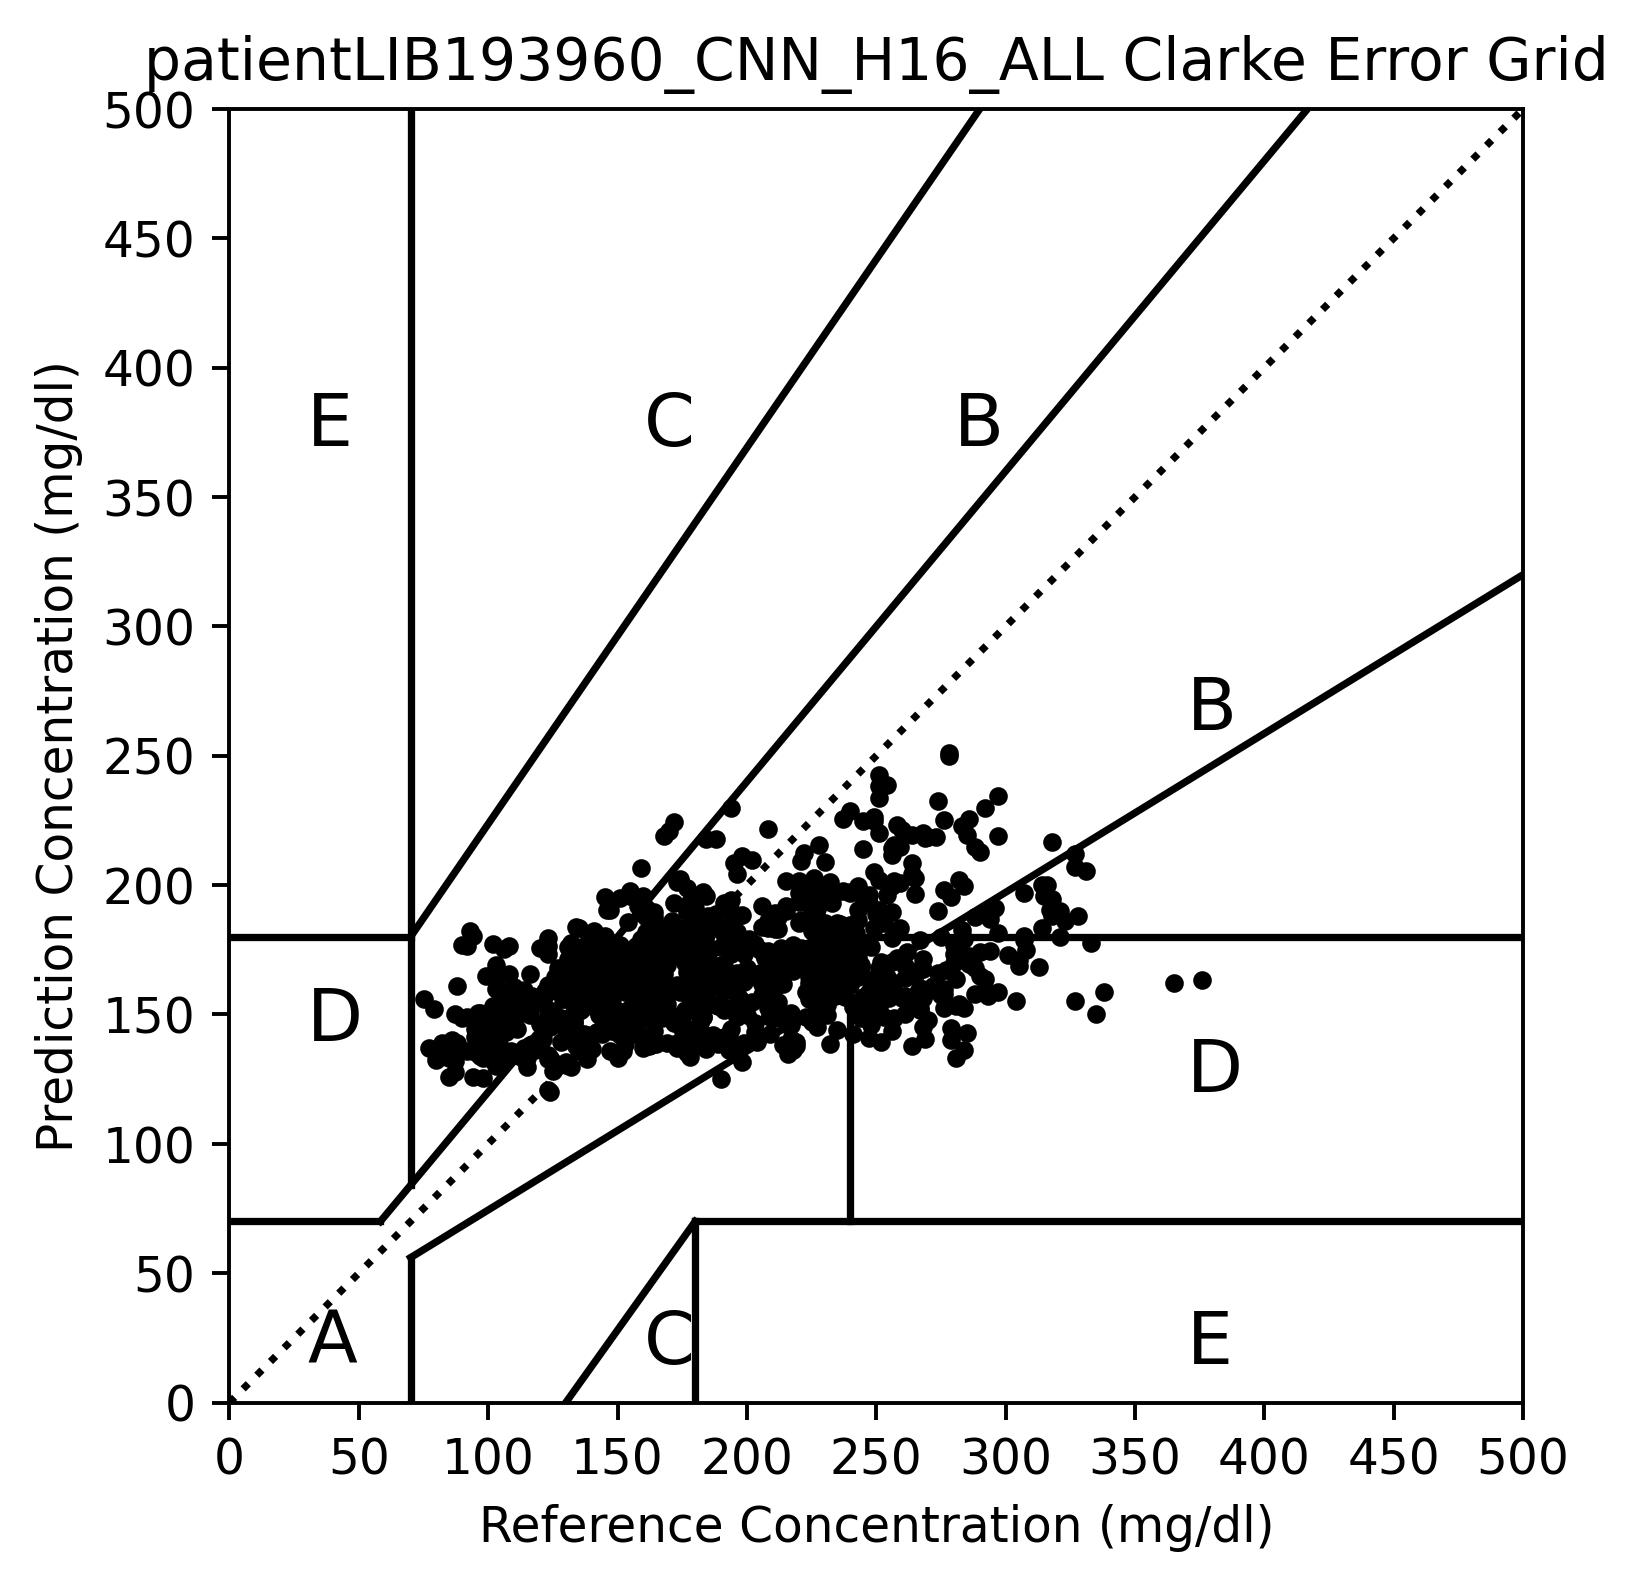 patientLIB193960_CNN_H16_ALL Clarke Error Grid
500
450
400
350
300
250
200
150
100
50
0
Prediction Concentration (mg/dl)
E
C
B
B
D
D
A
C
E
0 50 100 150 200 250 300 350 400 450 500
Reference Concentration (mg/dl)